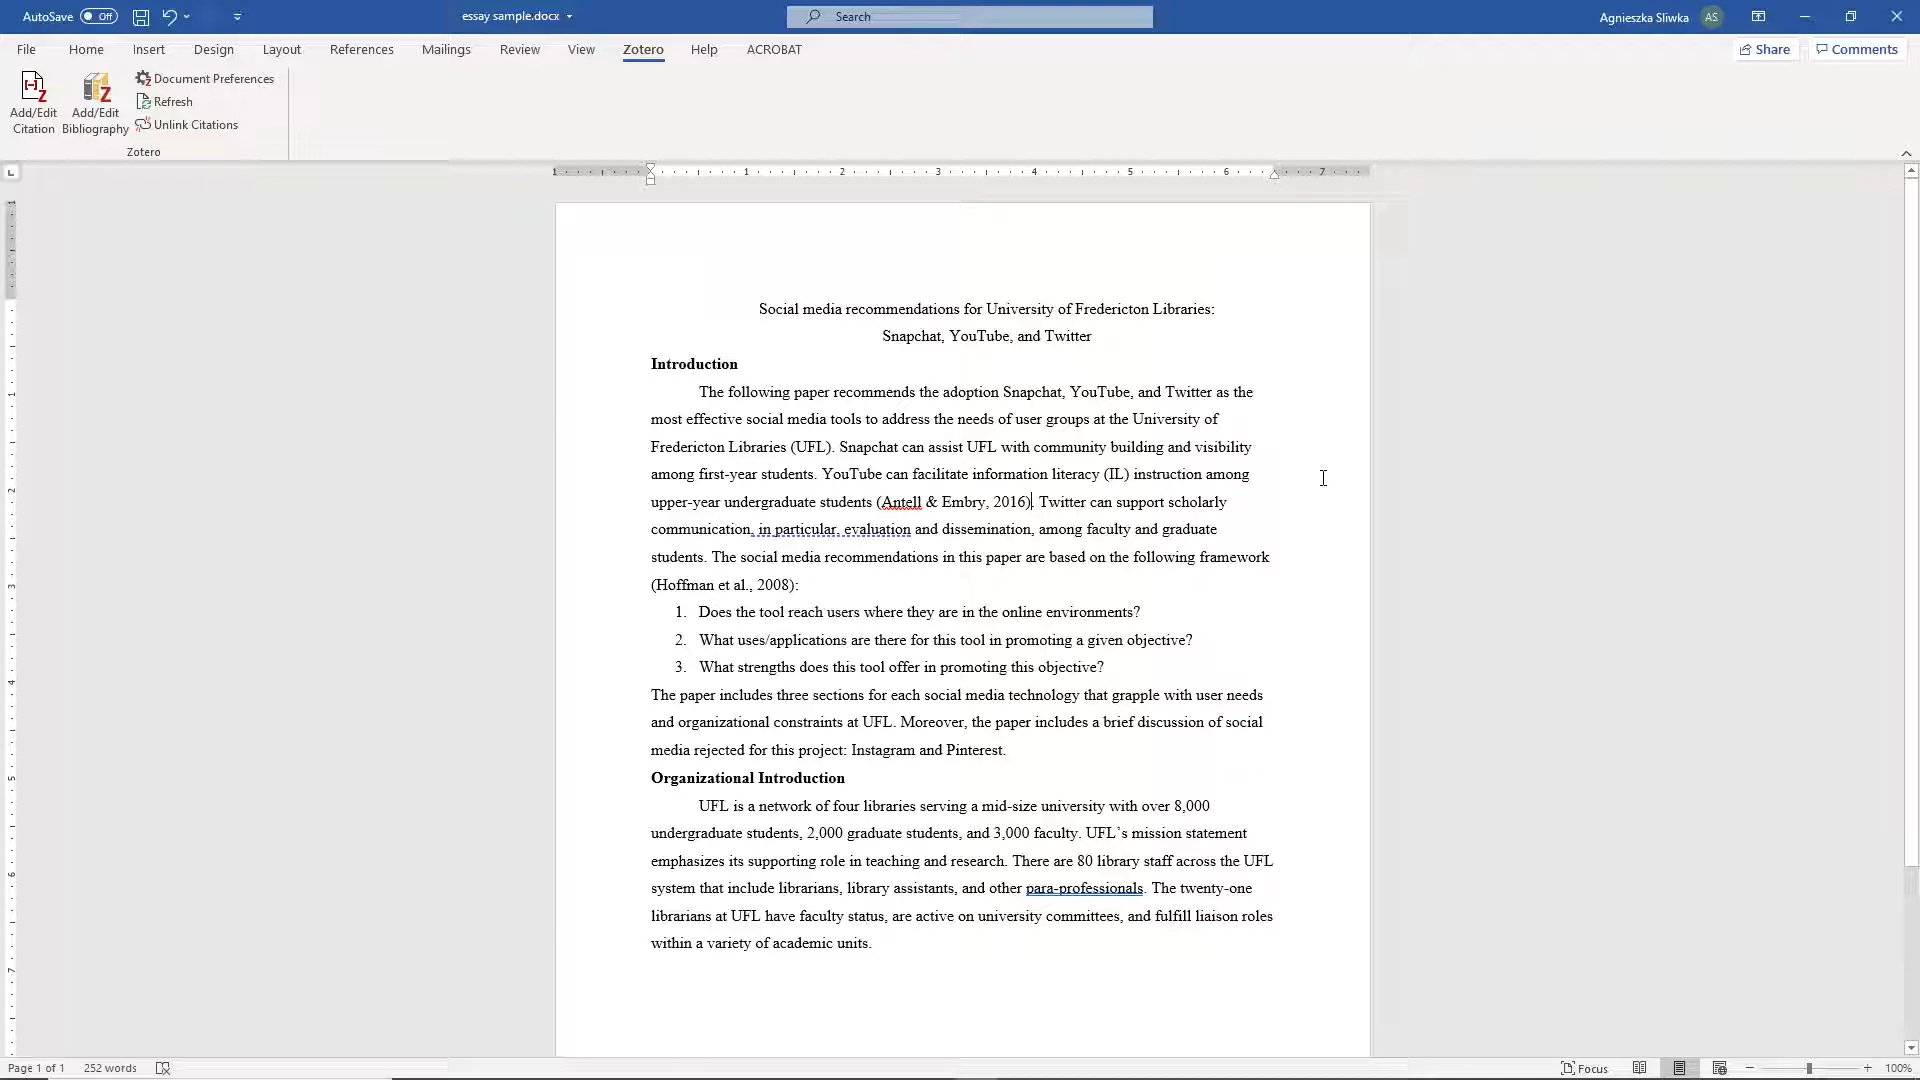 AutoSave Off essay sample.docx Search Agnieszka Sliwka AS
File Home Insert Design Layout References Mailings Review View Zotero Help ACROBAT Share Comments
Add/Edit Citation
Add/Edit Bibliography
Document Preferences
Refresh
Unlink Citations
Zotero
1 1 2 3 4 5 6 7
Social media recommendations for University of Fredericton Libraries:
Snapchat, YouTube, and Twitter
Introduction
The following paper recommends the adoption Snapchat, YouTube, and Twitter as the
most effective social media tools to address the needs of user groups at the University of
Fredericton Libraries (UFL). Snapchat can assist UFL with community building and visibility
among first-year students. YouTube can facilitate information literacy (IL) instruction among
upper-year undergraduate students (Antell & Embry, 2016). Twitter can support scholarly
communication, in particular, evaluation and dissemination, among faculty and graduate
students. The social media recommendations in this paper are based on the following framework
(Hoffman et al., 2008):
1. Does the tool reach users where they are in the online environments?
2. What uses/applications are there for this tool in promoting a given objective?
3. What strengths does this tool offer in promoting this objective?
The paper includes three sections for each social media technology that grapple with user needs
and organizational constraints at UFL. Moreover, the paper includes a brief discussion of social
media rejected for this project: Instagram and Pinterest.
Organizational Introduction
UFL is a network of four libraries serving a mid-size university with over 8,000
undergraduate students, 2,000 graduate students, and 3,000 faculty. UFL's mission statement
emphasizes its supporting role in teaching and research. There are 80 library staff across the UFL
system that include librarians, library assistants, and other para-professionals. The twenty-one
librarians at UFL have faculty status, are active on university committees, and fulfill liaison roles
within a variety of academic units.
Page 1 of 1 252 words Focus 100%